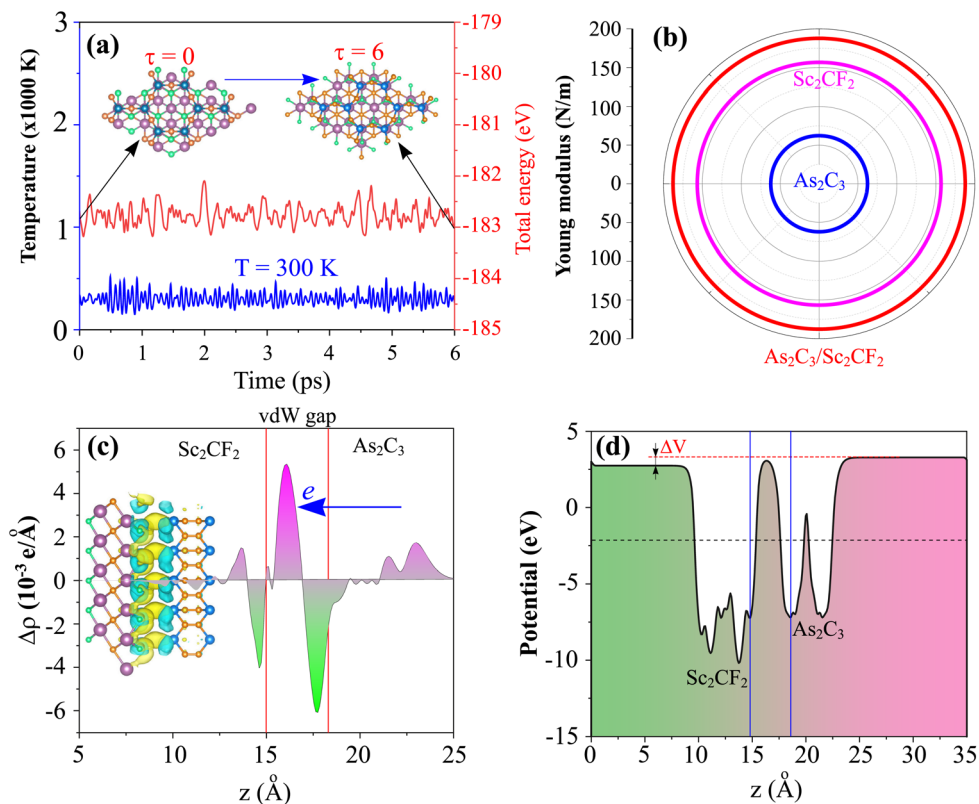 (a)
τ = 0
τ = 6
T = 300 K
Temperature (x1000 K)
3
2
1
0
Total energy (eV)
-179
-180
-181
-182
-183
-184
-185
0 1 2 3 4 5 6
Time (ps)
(b)
Young modulus (N/m)
200
150
100
50
0
50
100
150
200
Sc₂CF₂
As₂C₃
As₂C₃/Sc₂CF₂
(c)
vdW gap
Sc₂CF₂
As₂C₃
e
Δρ (10⁻³ e/Å)
6
4
2
0
-2
-4
-6
5 10 15 20 25
z (Å)
(d)
ΔV
Potential (eV)
5
0
-5
-10
-15
Sc₂CF₂
As₂C₃
0 5 10 15 20 25 30 35
z (Å)